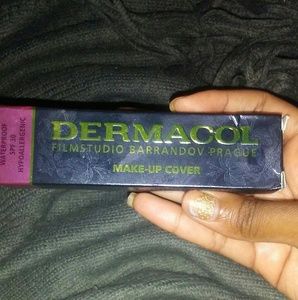 WATERPROOF
SPF 30
HYPOALLERGENIC
DERMACOL
FILMSTUDIO BARRANDOV PRAGUE
MAKE-UP COVER